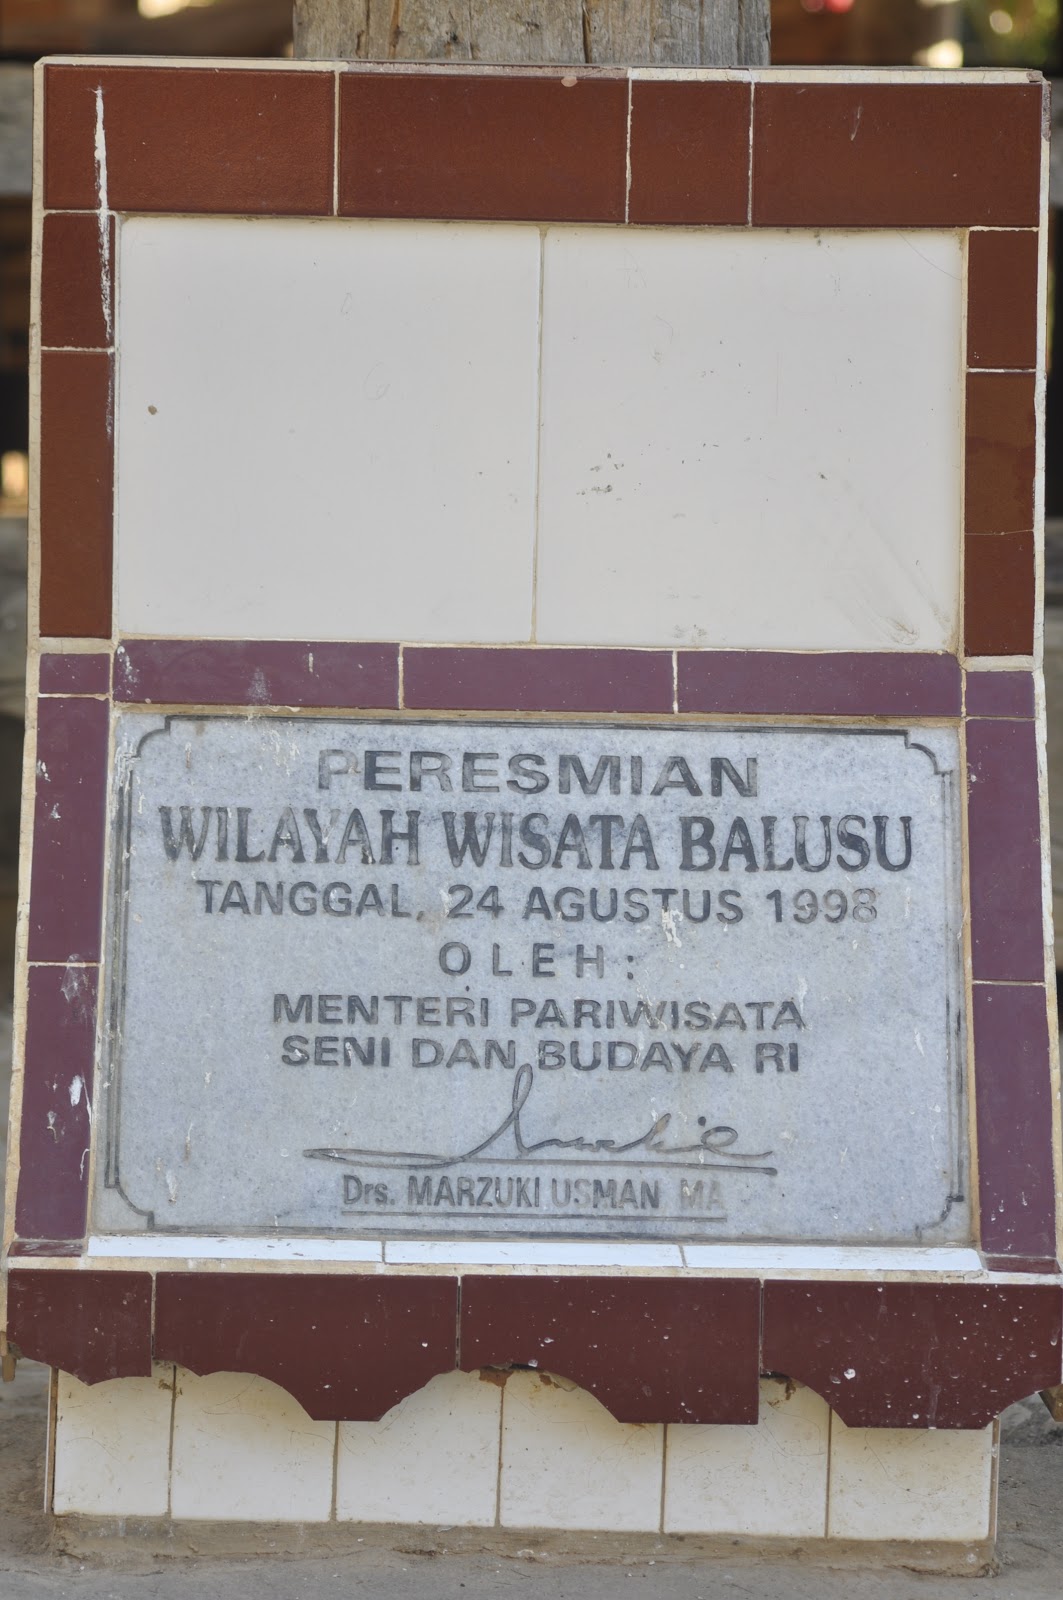 PERESMIAN
WILAYAH WISATA BALUSU
TANGGAL, 24 AGUSTUS 1998
OLEH :
MENTERI PARIWISATA
SENI DAN BUDAYA RI
Drs. MARZUKI USMAN MA